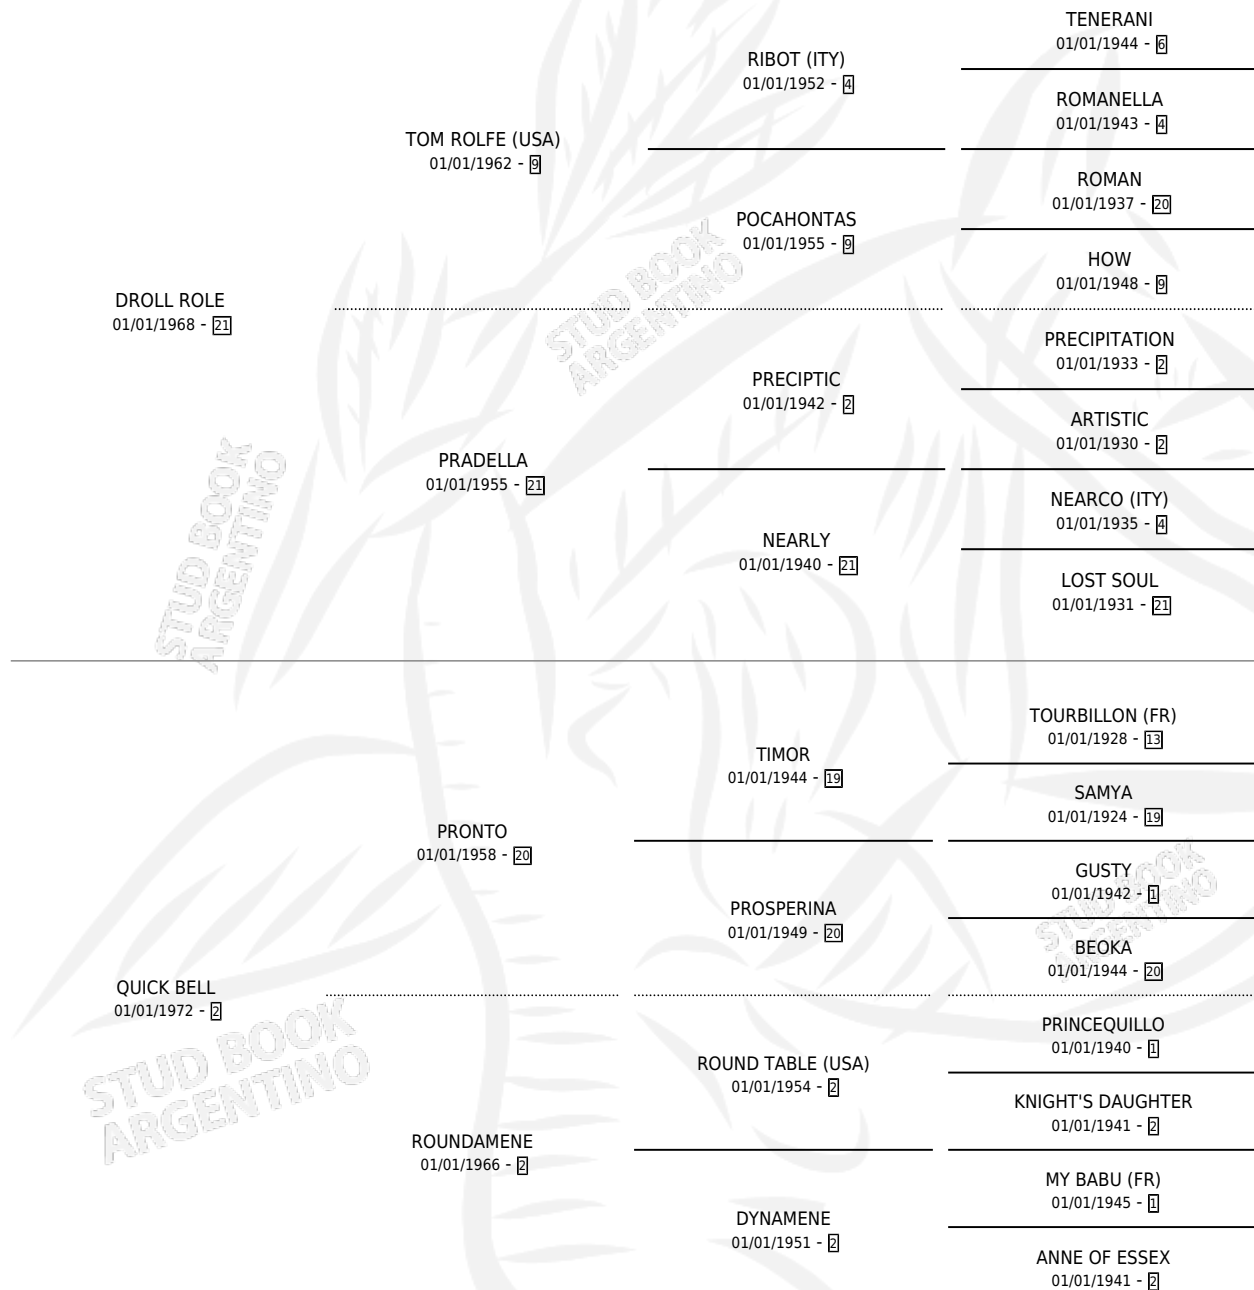 DROLL ROLE
01/01/1968 - 21
TOM ROLFE (USA)
01/01/1962 - 9
PRADELLA
01/01/1955 - 21
RIBOT (ITY)
01/01/1952 - 4
POCAHONTAS
01/01/1955 - 9
PRECIPTIC
01/01/1942 - 2
NEARLY
01/01/1940 - 21
TENERANI
01/01/1944 - 6
ROMANELLA
01/01/1943 - 4
ROMAN
01/01/1937 - 20
HOW
01/01/1948 - 9
PRECIPITATION
01/01/1933 - 2
ARTISTIC
01/01/1930 - 2
NEARCO (ITY)
01/01/1935 - 4
LOST SOUL
01/01/1931 - 21
QUICK BELL
01/01/1972 - 2
PRONTO
01/01/1958 - 20
ROUNDAMENE
01/01/1966 - 2
TIMOR
01/01/1944 - 19
PROSPERINA
01/01/1949 - 20
ROUND TABLE (USA)
01/01/1954 - 2
DYNAMENE
01/01/1951 - 2
TOURBILLON (FR)
01/01/1928 - 13
SAMYA
01/01/1924 - 19
GUSTY
01/01/1942 - 1
BEOKA
01/01/1944 - 20
PRINCEQUILLO
01/01/1940 - 1
KNIGHT'S DAUGHTER
01/01/1941 - 2
MY BABU (FR)
01/01/1945 - 1
ANNE OF ESSEX
01/01/1941 - 2
STUD BOOK
ARGENTINO
STUD BOOK
ARGENTINO
STUD BOOK
ARGENTINO
STUD BOOK
ARGENTINO